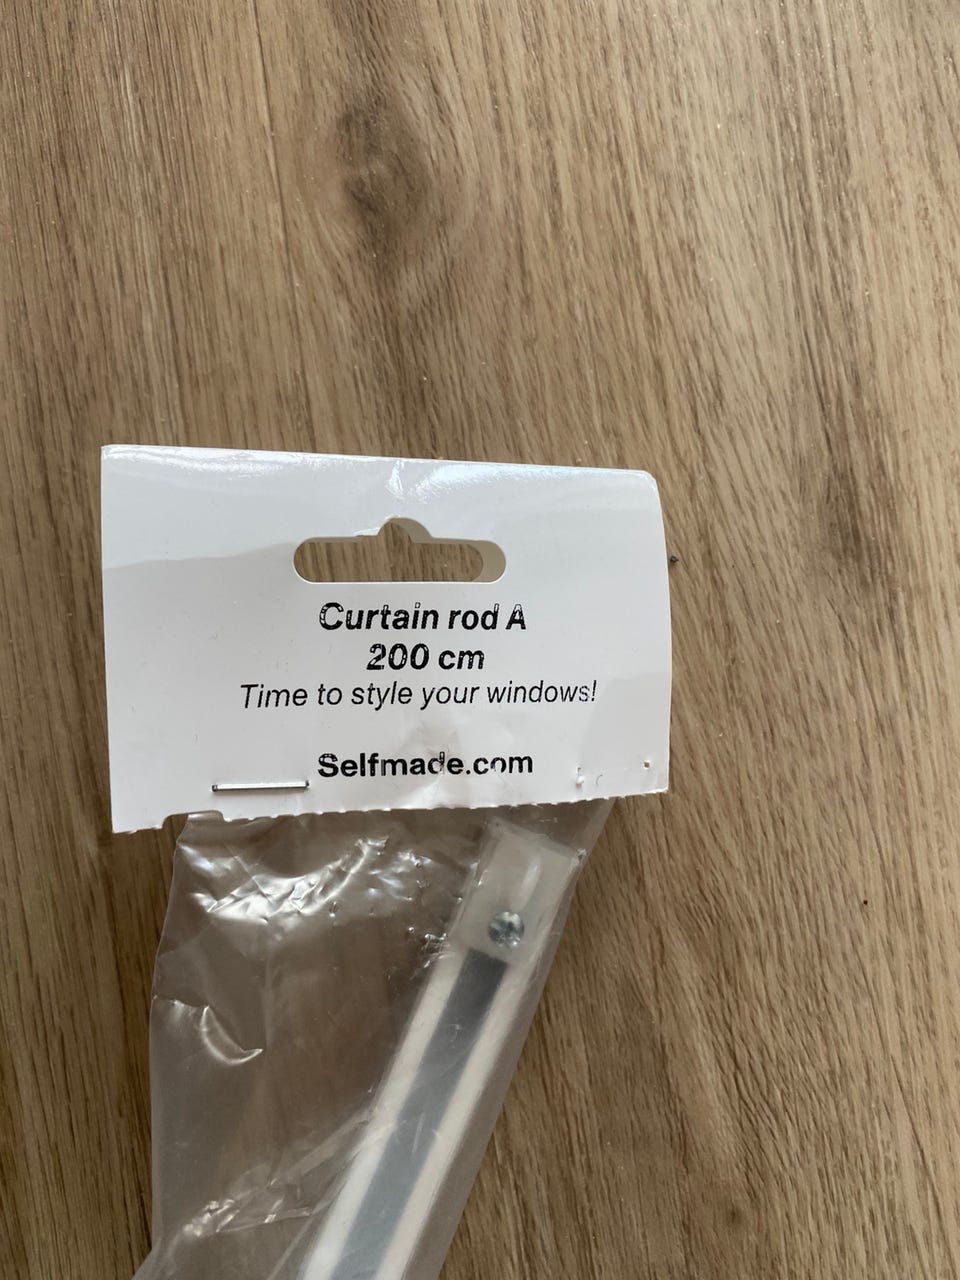 Curtain rod A
200 cm
Time to style your windows!
Selfmade.com